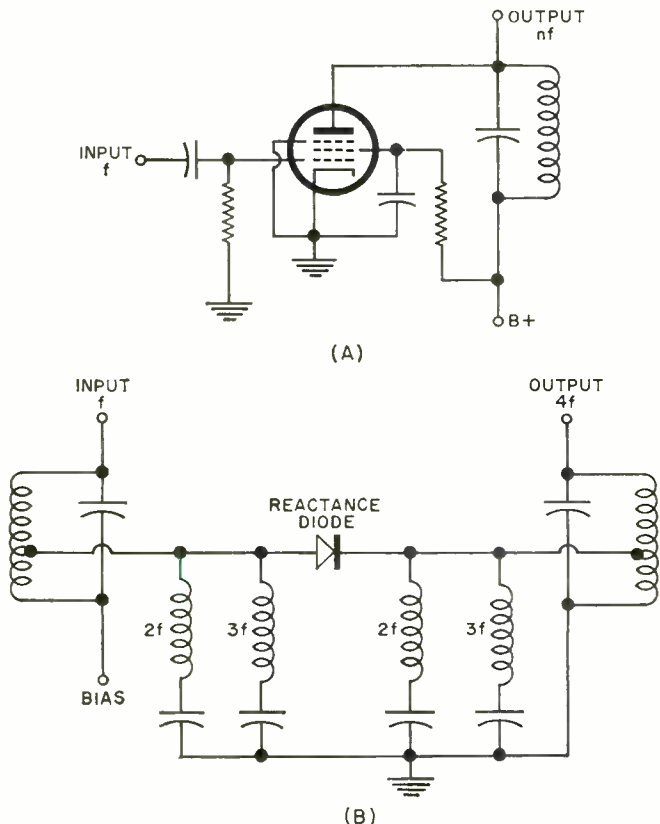 OUTPUT
nf
INPUT
f
B+
(A)
INPUT
f
OUTPUT
4f
REACTANCE
DIODE
2f
3f
2f
3f
BIAS
(B)